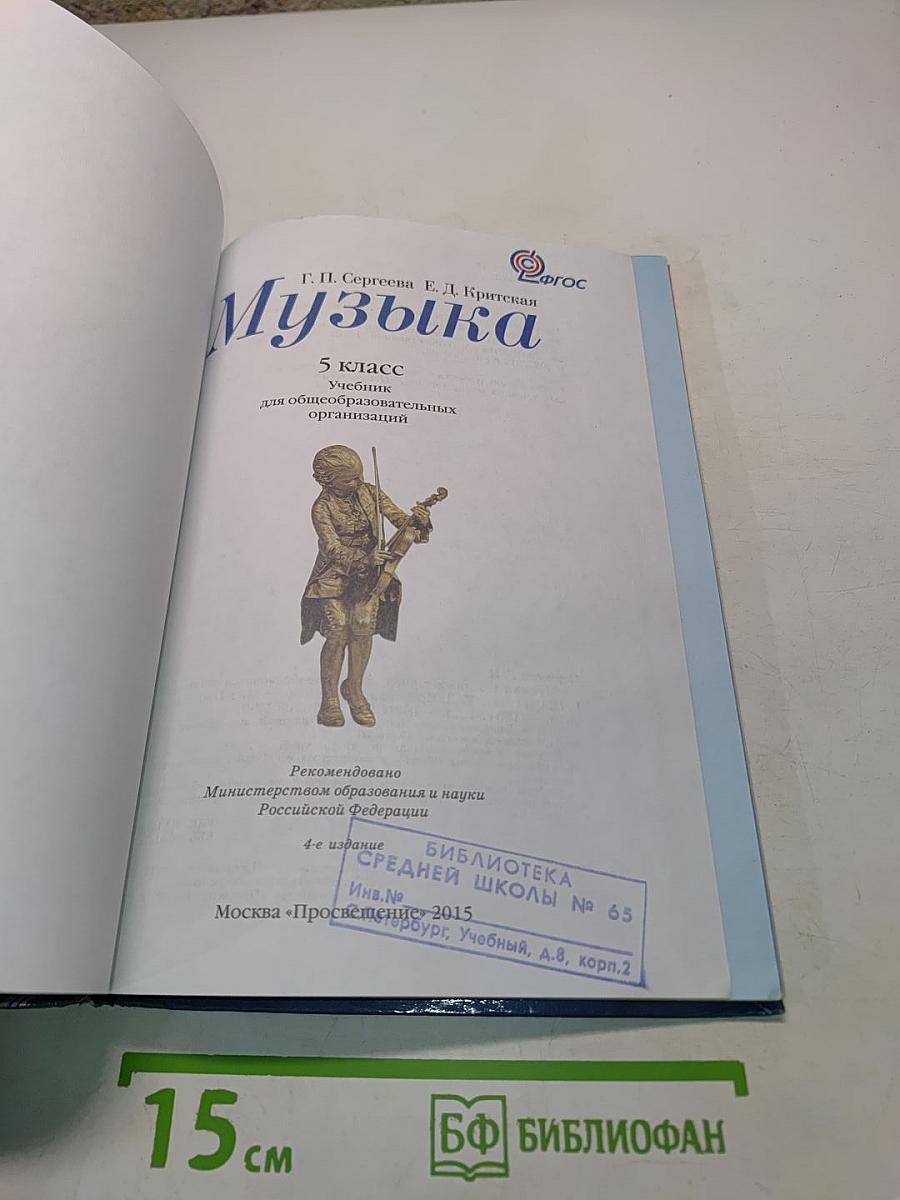 Г. П. Сергеева Е. Д. Критская
ФГОС
Музыка
5 класс
Учебник
для общеобразовательных
организаций
Рекомендовано
Министерством образования и науки
Российской Федерации
4-е издание
Москва «Просвещение» 2015
БИБЛИОТЕКА
СРЕДНЕЙ ШКОЛЫ № 65
Инв.№
С.Петербург, Учебный, д.8, корп.2
15 см
БФ БИБЛИОФАН